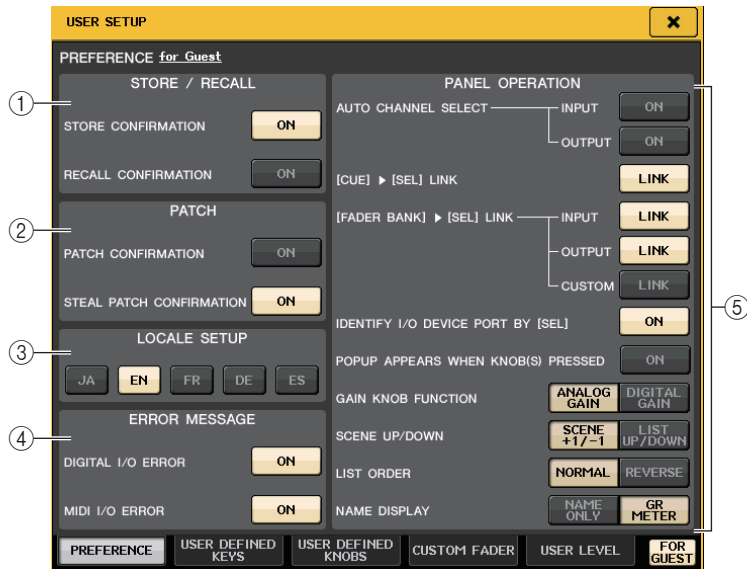 USER SETUP
PREFERENCE for Guest
① STORE / RECALL
STORE CONFIRMATION ON
RECALL CONFIRMATION ON
② PATCH
PATCH CONFIRMATION ON
STEAL PATCH CONFIRMATION ON
③ LOCALE SETUP
JA EN FR DE ES
④ ERROR MESSAGE
DIGITAL I/O ERROR ON
MIDI I/O ERROR ON
⑤ PANEL OPERATION
AUTO CHANNEL SELECT INPUT ON
OUTPUT ON
[CUE] ▶ [SEL] LINK LINK
[FADER BANK] ▶ [SEL] LINK INPUT LINK
OUTPUT LINK
CUSTOM LINK
IDENTIFY I/O DEVICE PORT BY [SEL] ON
POPUP APPEARS WHEN KNOB(S) PRESSED ON
GAIN KNOB FUNCTION ANALOG GAIN DIGITAL GAIN
SCENE UP/DOWN SCENE +1/-1 LIST UP/DOWN
LIST ORDER NORMAL REVERSE
NAME DISPLAY NAME ONLY GR METER
PREFERENCE USER DEFINED KEYS USER DEFINED KNOBS CUSTOM FADER USER LEVEL FOR GUEST